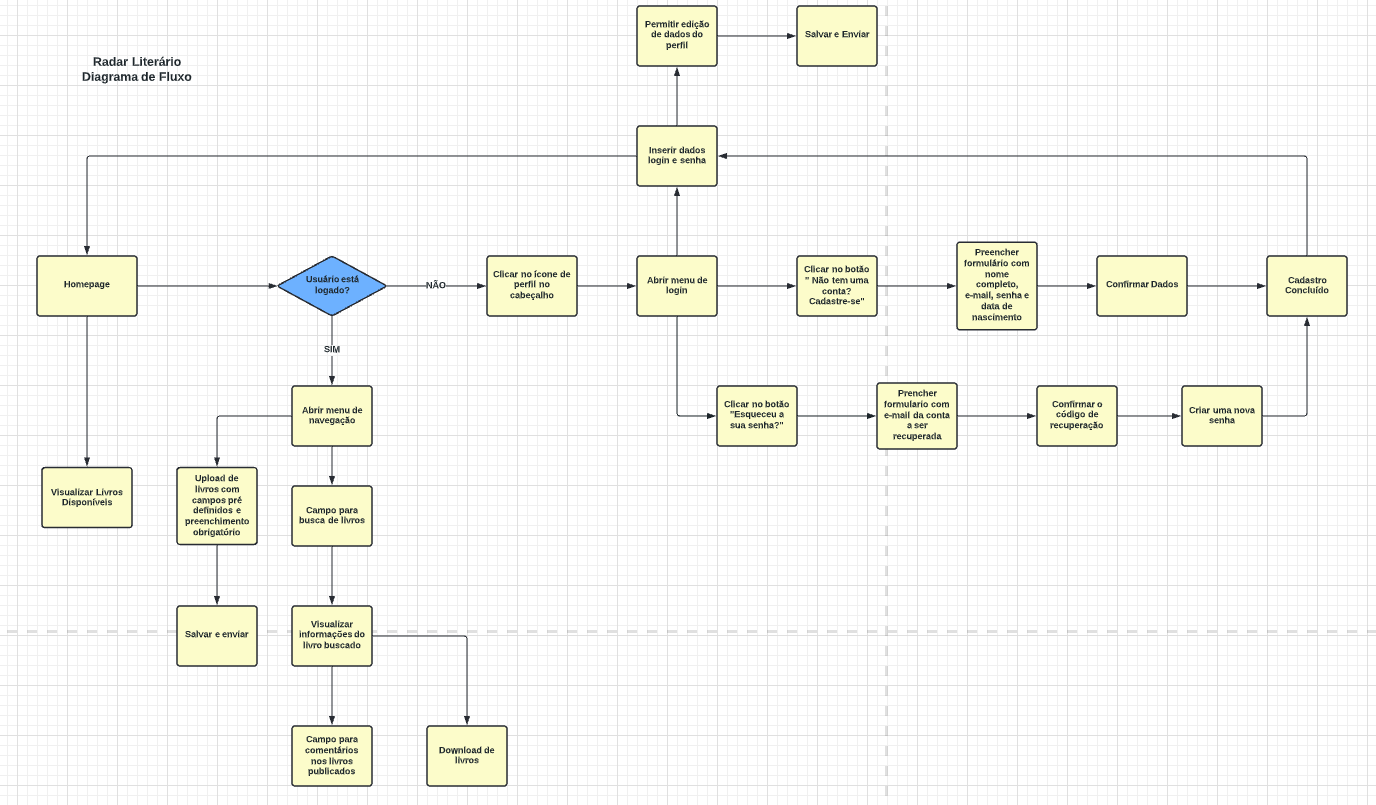 Permitir edição
de dados do
perfil
Salvar e Enviar
Radar Literário
Diagrama de Fluxo
Inserir dados
login e senha
Homepage
Usuário está
logado?
NÃO
Clicar no ícone de
perfil no
cabeçalho
Abrir menu de
login
Clicar no botão
" Não tem uma
conta?
Cadastre-se"
Preencher
formulário com
nome
completo,
e-mail, senha e
data de
nascimento
Confirmar Dados
Cadastro
Concluído
SIM
Abrir menu de
navegação
Clicar no botão
"Esqueceu a
sua senha?"
Prencher
formulario com
e-mail da conta
a ser
recuperada
Confirmar o
código de
recuperação
Criar uma nova
senha
Visualizar Livros
Disponíveis
Upload de
livros com
campos pré
definidos e
preenchimento
obrigatório
Campo para
busca de livros
Salvar e enviar
Visualizar
informações do
livro buscado
Campo para
comentários
nos livros
publicados
Download de
livros